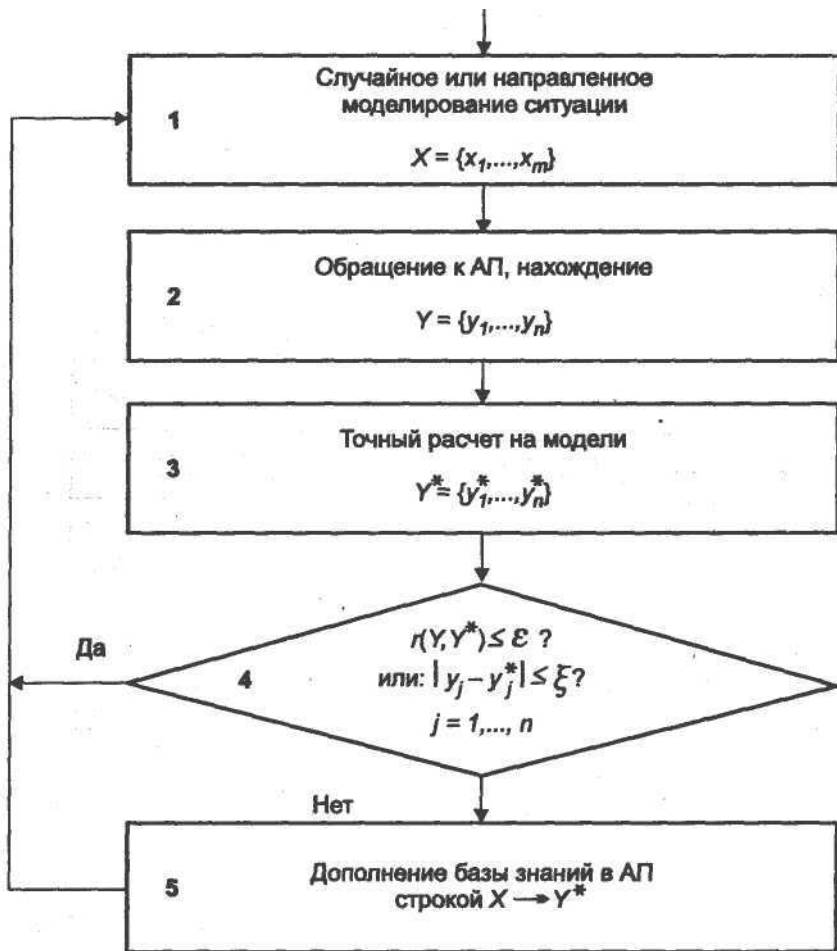 Случайное или направленное
моделирование ситуации
1
X = {x₁,...,xₘ}
Обращение к АП, нахождение
2
Y = {y₁,...,yₙ}
Точный расчет на модели
3
Y* = {y₁*,...,yₙ*}
r(Y,Y*) ≤ ε ?
Да
4
или: | yⱼ – yⱼ* | ≤ ξ?
j = 1,..., n
Нет
5
Дополнение базы знаний в АП
строкой X → Y*